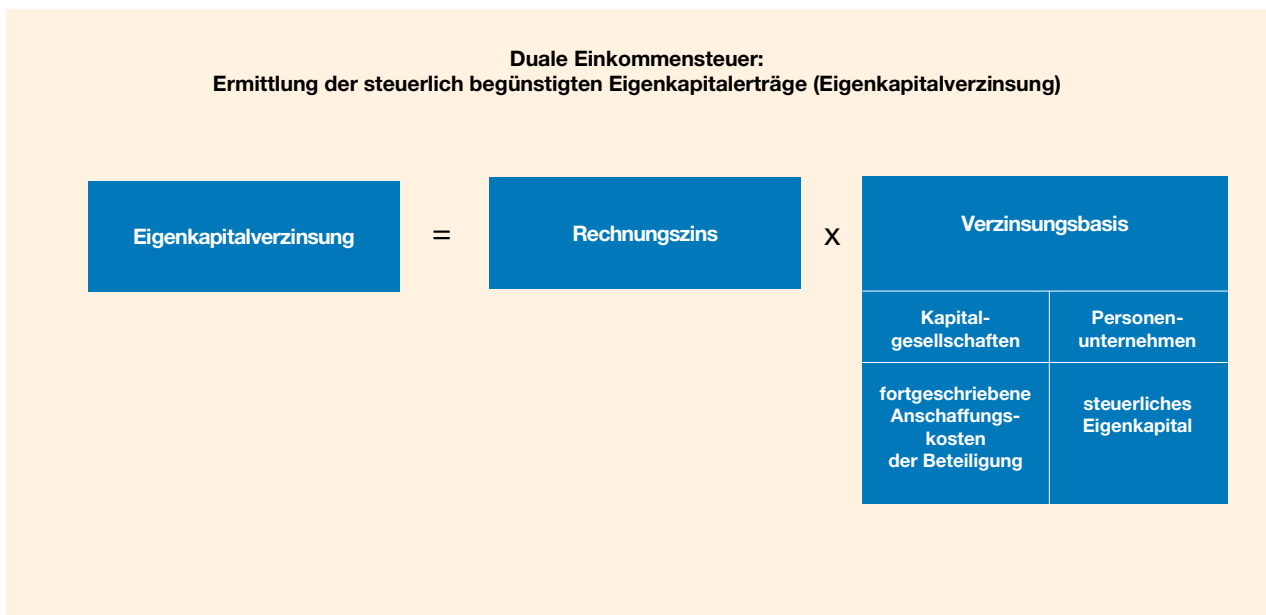 Duale Einkommensteuer:
Ermittlung der steuerlich begünstigten Eigenkapitalerträge (Eigenkapitalverzinsung)
Eigenkapitalverzinsung
=
Rechnungszins
x
Verzinsungsbasis
Kapital-
gesellschaften
Personen-
unternehmen
fortgeschriebene
Anschaffungs-
kosten
der Beteiligung
steuerliches
Eigenkapital